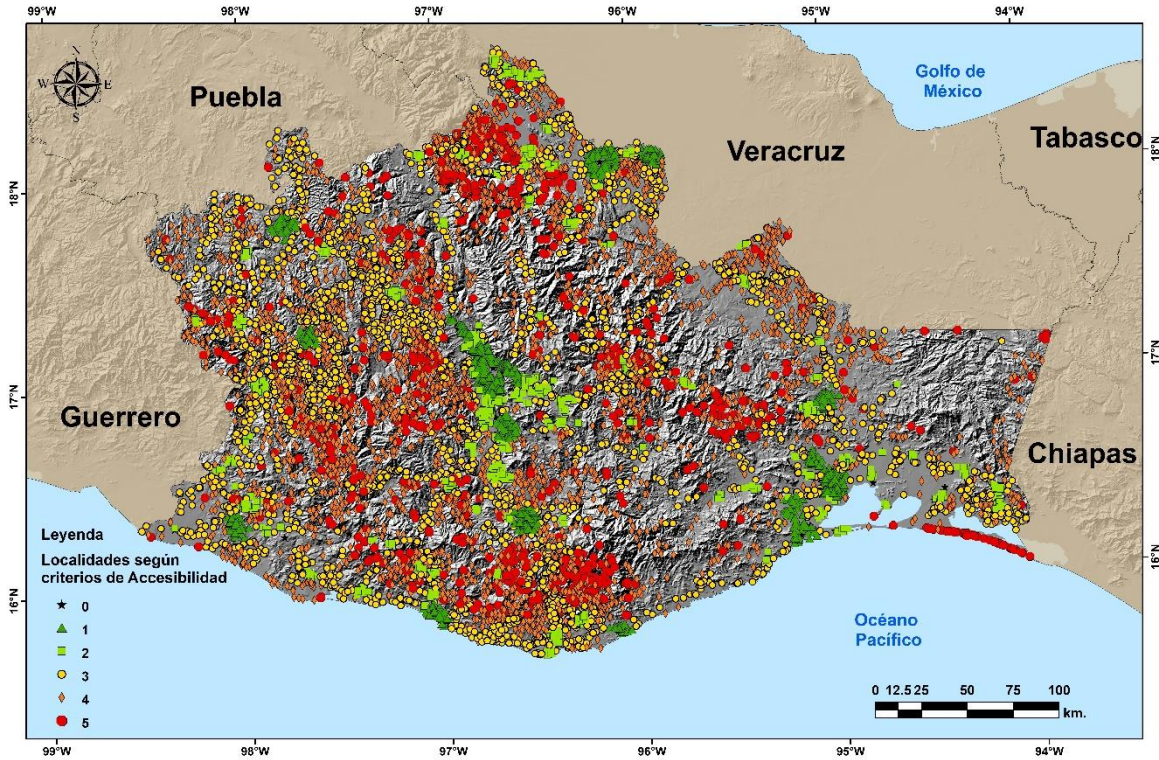 99°W 98°W 97°W 96°W 95°W 94°W
N
W E
S
Golfo de
México
Puebla
Tabasco
Veracruz
18°N 18°N
17°N 17°N
Guerrero
Chiapas
16°N 16°N
Leyenda
Localidades según
criterios de Accesibilidad
0
1
2
3
4
5
Océano
Pacífico
0 12.5 25 50 75 100
km.
99°W 98°W 97°W 96°W 95°W 94°W